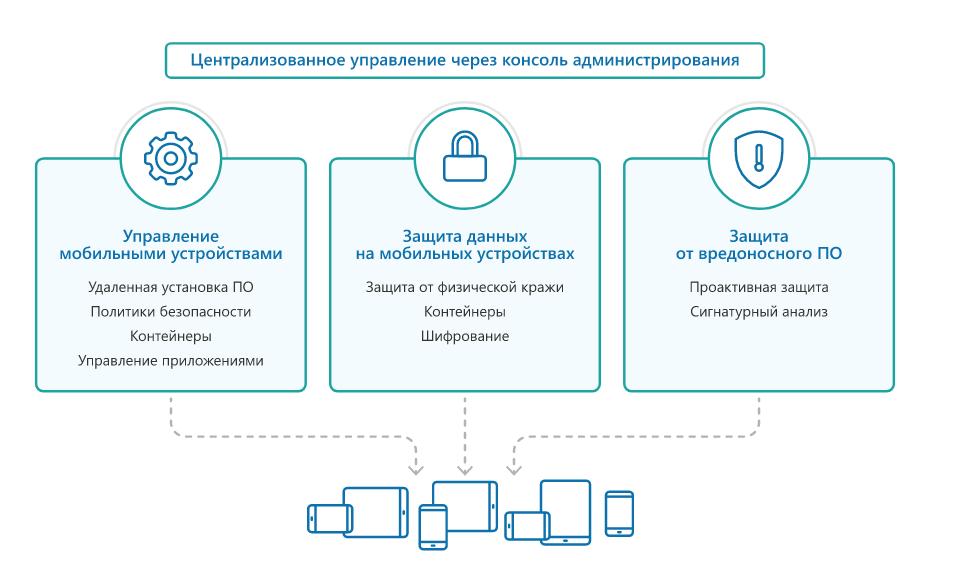 Централизованное управление через консоль администрирования
Управление
мобильными устройствами
Удаленная установка ПО
Политики безопасности
Контейнеры
Управление приложениями
Защита данных
на мобильных устройствах
Защита от физической кражи
Контейнеры
Шифрование
Защита
от вредоносного ПО
Проактивная защита
Сигнатурный анализ